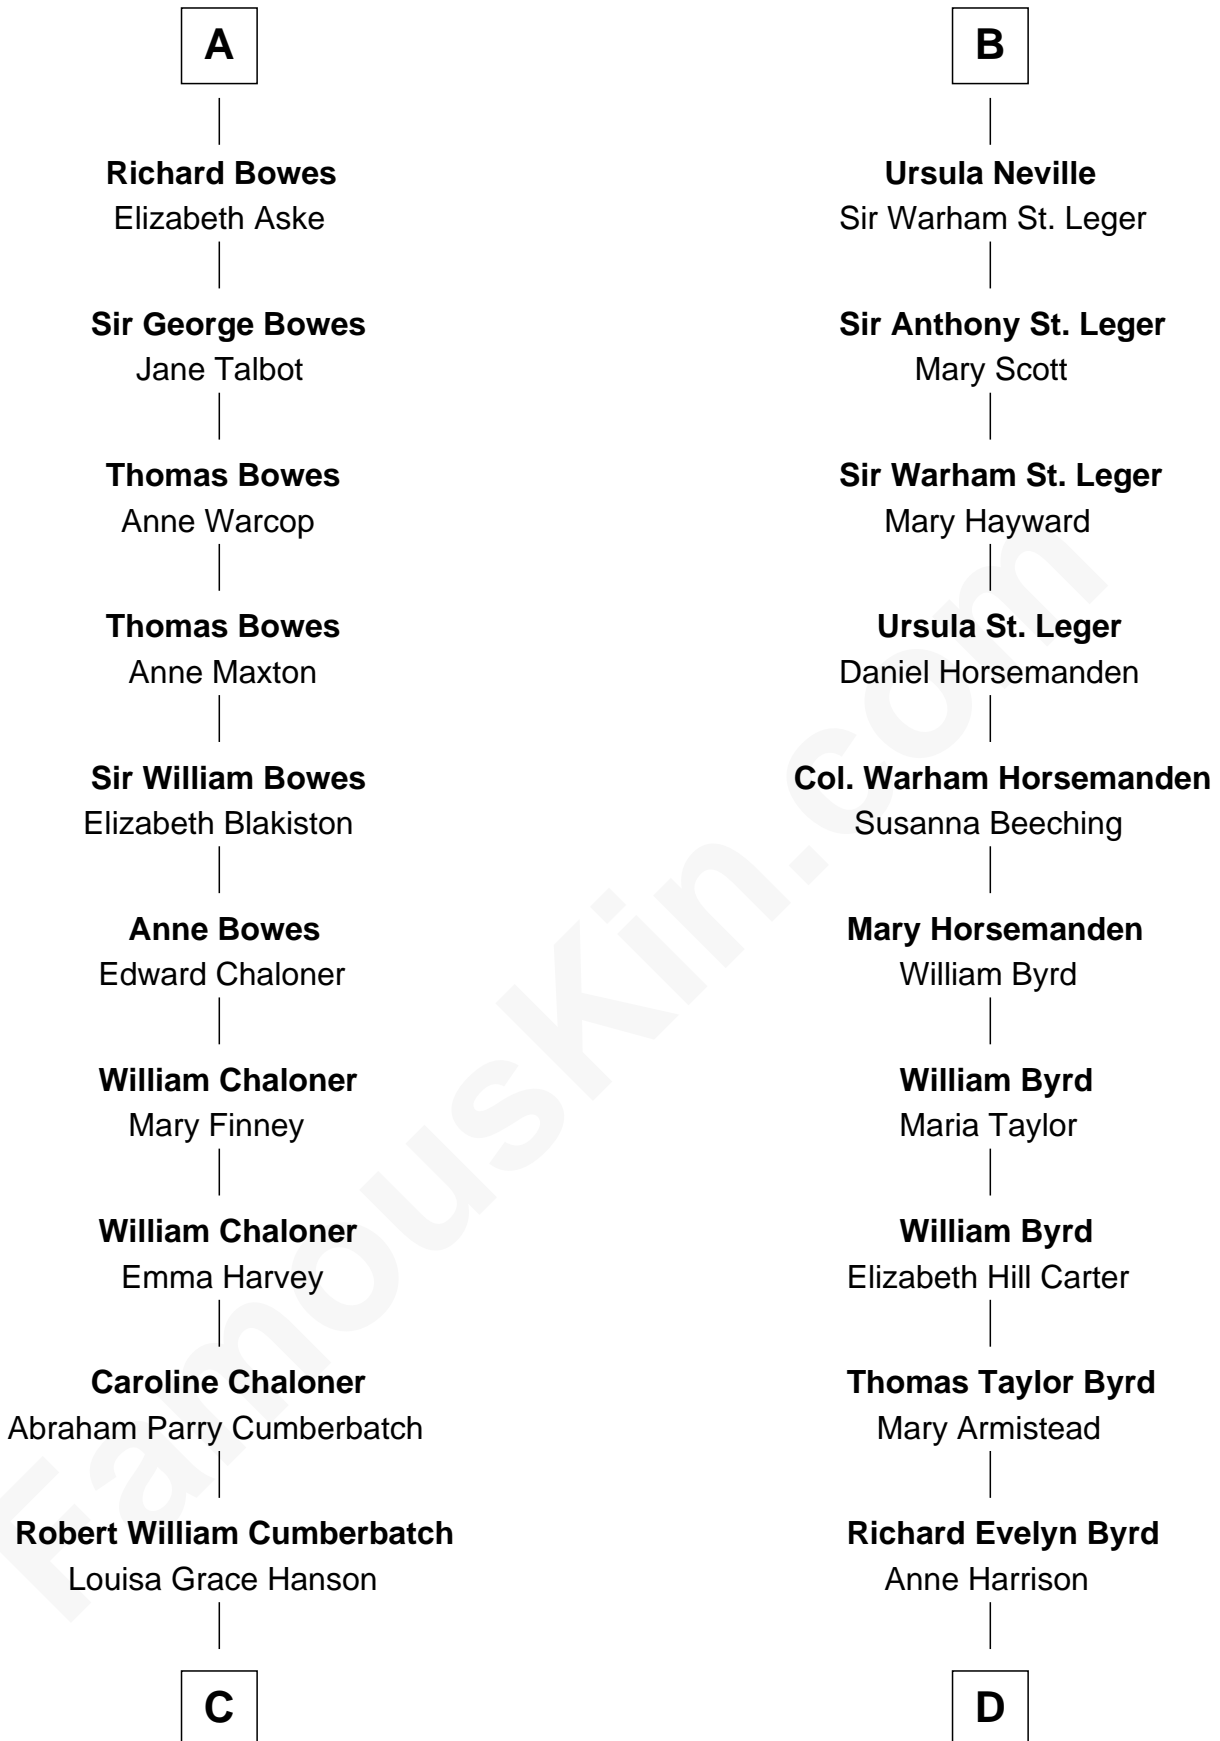 A
Richard Bowes
Elizabeth Aske
Sir George Bowes
Jane Talbot
Thomas Bowes
Anne Warcop
Thomas Bowes
Anne Maxton
Sir William Bowes
Elizabeth Blakiston
Anne Bowes
Edward Chaloner
William Chaloner
Mary Finney
William Chaloner
Emma Harvey
Caroline Chaloner
Abraham Parry Cumberbatch
Robert William Cumberbatch
Louisa Grace Hanson
C
B
Ursula Neville
Sir Warham St. Leger
Sir Anthony St. Leger
Mary Scott
Sir Warham St. Leger
Mary Hayward
Ursula St. Leger
Daniel Horsemanden
Col. Warham Horsemanden
Susanna Beeching
Mary Horsemanden
William Byrd
William Byrd
Maria Taylor
William Byrd
Elizabeth Hill Carter
Thomas Taylor Byrd
Mary Armistead
Richard Evelyn Byrd
Anne Harrison
D
FamousKin.com